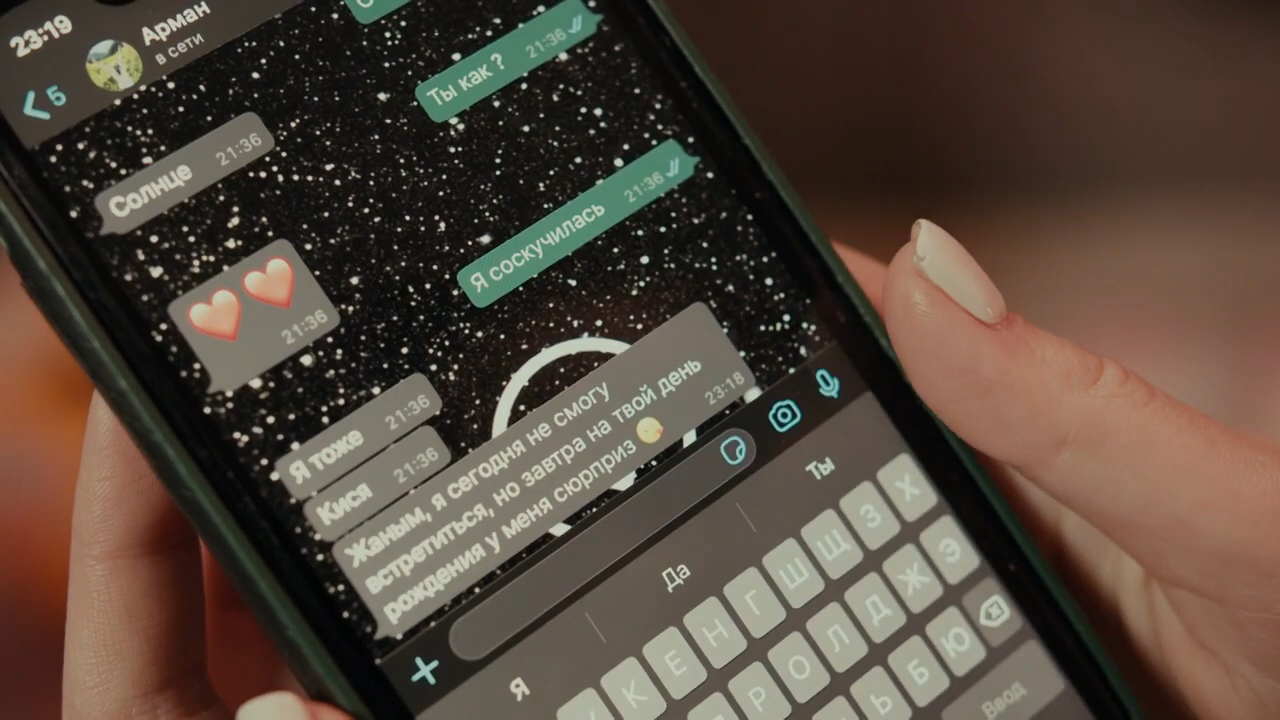 23:19
Арман
в сети
5
Ты как ? 21:36
Солнце 21:36
Я соскучилась 21:36
21:36
Я тоже 21:36
Кися 21:36
Жаным, я сегодня не смогу
встретиться, но завтра на твой день
рождения у меня сюрприз 23:18
Я Да Ты
К Е Н Г Ш Щ З Х
Р О Л Д Ж Э
Ь Б Ю
Ввод